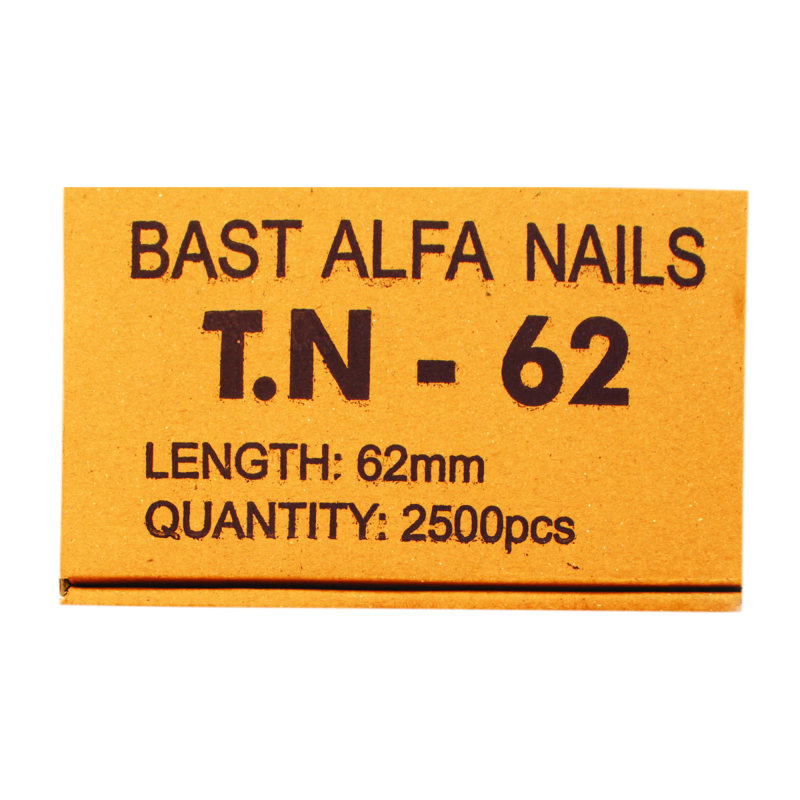 BAST ALFA NAILS
T.N - 62
LENGTH: 62mm
QUANTITY: 2500pcs